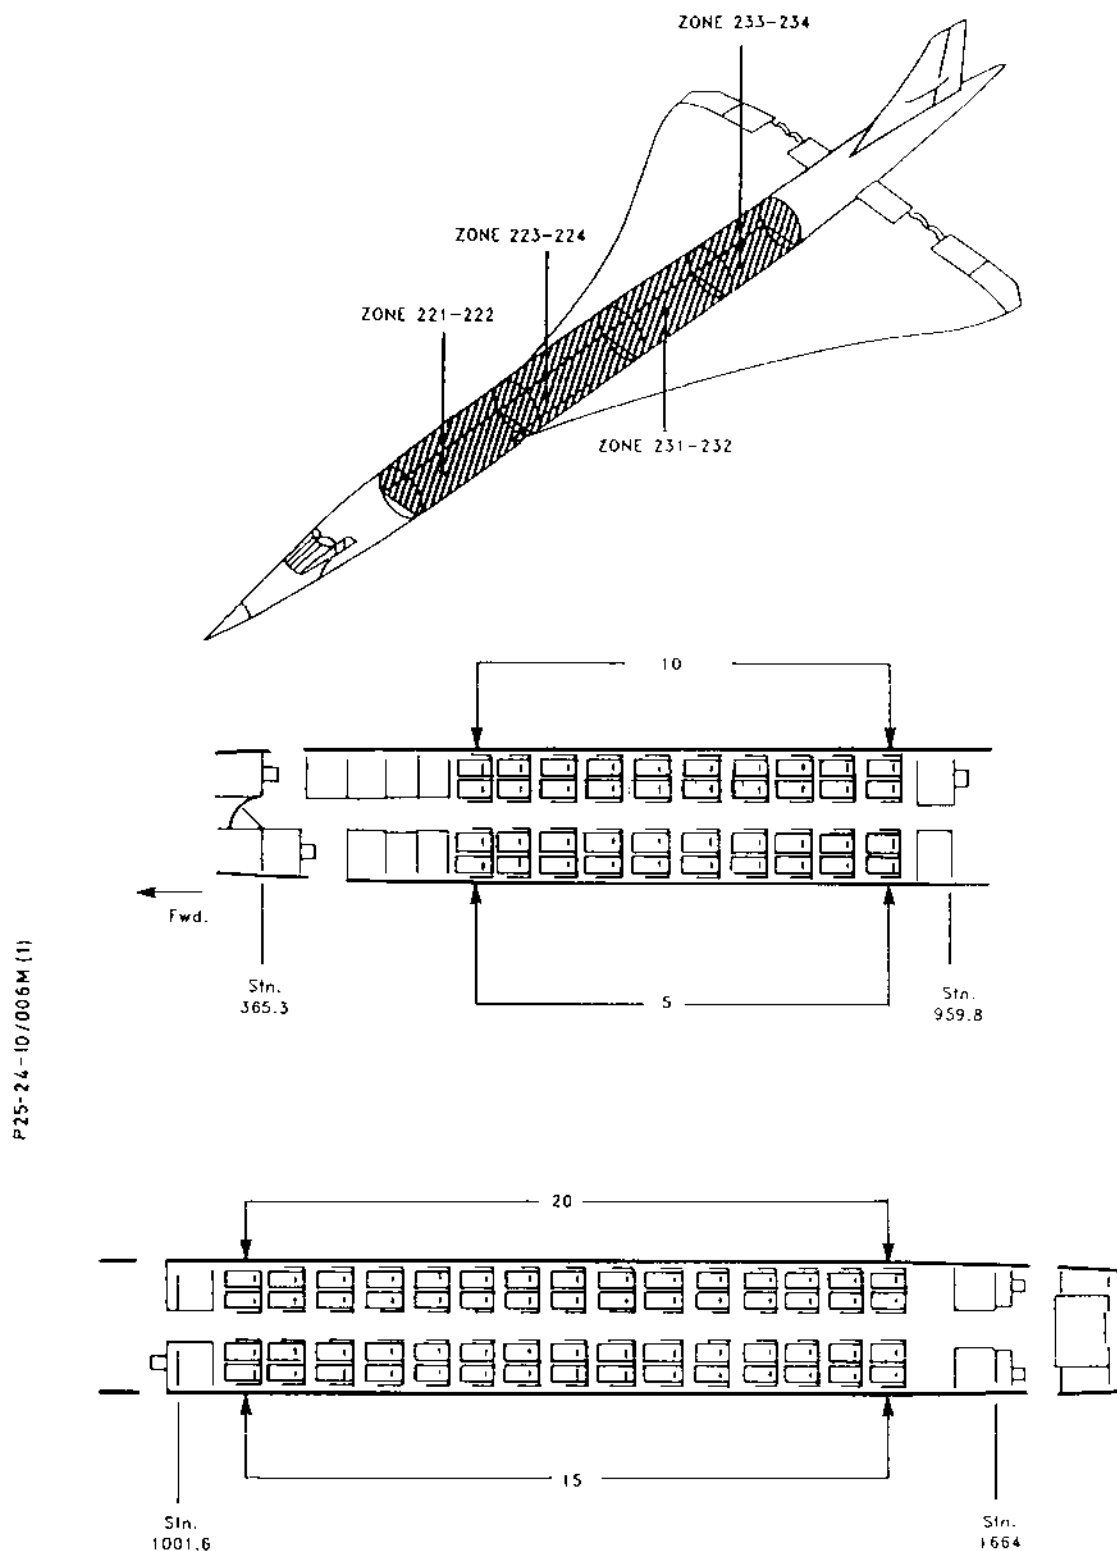 ZONE 233-234
ZONE 223-224
ZONE 221-222
ZONE 231-232
10
Fwd.
Stn.
365.3
5
Stn.
959.8
P25-24-10/006M (1)
20
15
Stn.
1001.6
Stn.
1664